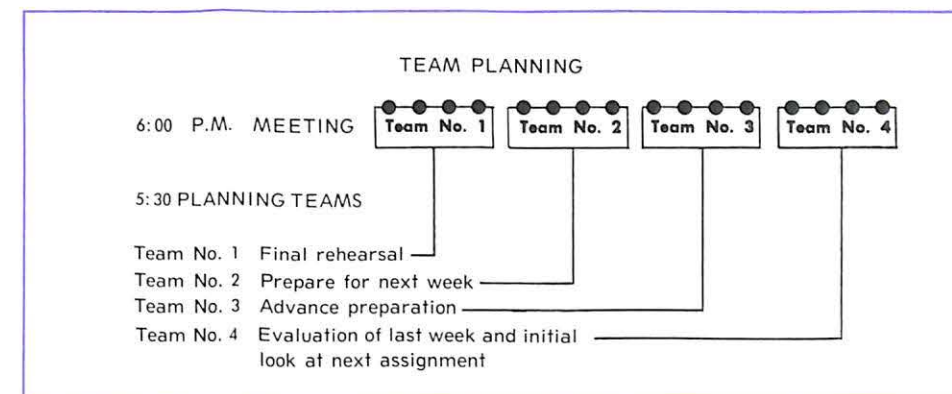 TEAM PLANNING
6:00 P.M. MEETING Team No. 1 Team No. 2 Team No. 3 Team No. 4
5:30 PLANNING TEAMS
Team No. 1 Final rehearsal
Team No. 2 Prepare for next week
Team No. 3 Advance preparation
Team No. 4 Evaluation of last week and initial
look at next assignment